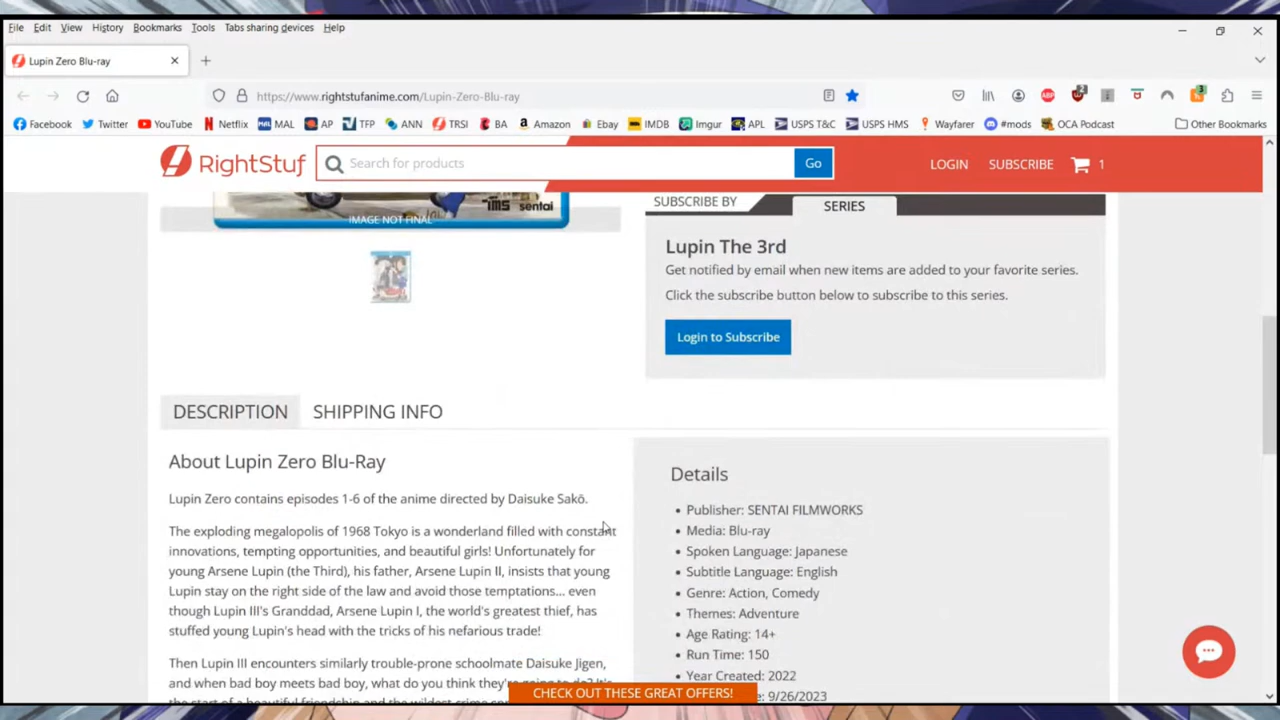 File Edit View History Bookmarks Tools Tabs sharing devices Help
Lupin Zero Blu-ray
https://www.rightstufanime.com/Lupin-Zero-Blu-ray
Facebook Twitter YouTube Netflix MAL AP TFP ANN TRSI BA Amazon Ebay IMDB Imgur APL USPS T&C USPS HMS Wayfarer #mods OCA Podcast Other Bookmarks
RightStuf Search for products Go LOGIN SUBSCRIBE 1
sentai
IMAGE NOT FINAL
SUBSCRIBE BY SERIES
Lupin The 3rd
Get notified by email when new items are added to your favorite series.
Click the subscribe button below to subscribe to this series.
Login to Subscribe
DESCRIPTION SHIPPING INFO
About Lupin Zero Blu-Ray
Lupin Zero contains episodes 1-6 of the anime directed by Daisuke Sakō.
The exploding megalopolis of 1968 Tokyo is a wonderland filled with constant
innovations, tempting opportunities, and beautiful girls! Unfortunately for
young Arsene Lupin (the Third), his father, Arsene Lupin II, insists that young
Lupin stay on the right side of the law and avoid those temptations... even
though Lupin III's Granddad, Arsene Lupin I, the world's greatest thief, has
stuffed young Lupin's head with the tricks of his nefarious trade!
Then Lupin III encounters similarly trouble-prone schoolmate Daisuke Jigen,
and when bad boy meets bad boy, what do you think they're going to do? It's
Details
• Publisher: SENTAI FILMWORKS
• Media: Blu-ray
• Spoken Language: Japanese
• Subtitle Language: English
• Genre: Action, Comedy
• Themes: Adventure
• Age Rating: 14+
• Run Time: 150
• Year Created: 2022
9/26/2023
CHECK OUT THESE GREAT OFFERS!